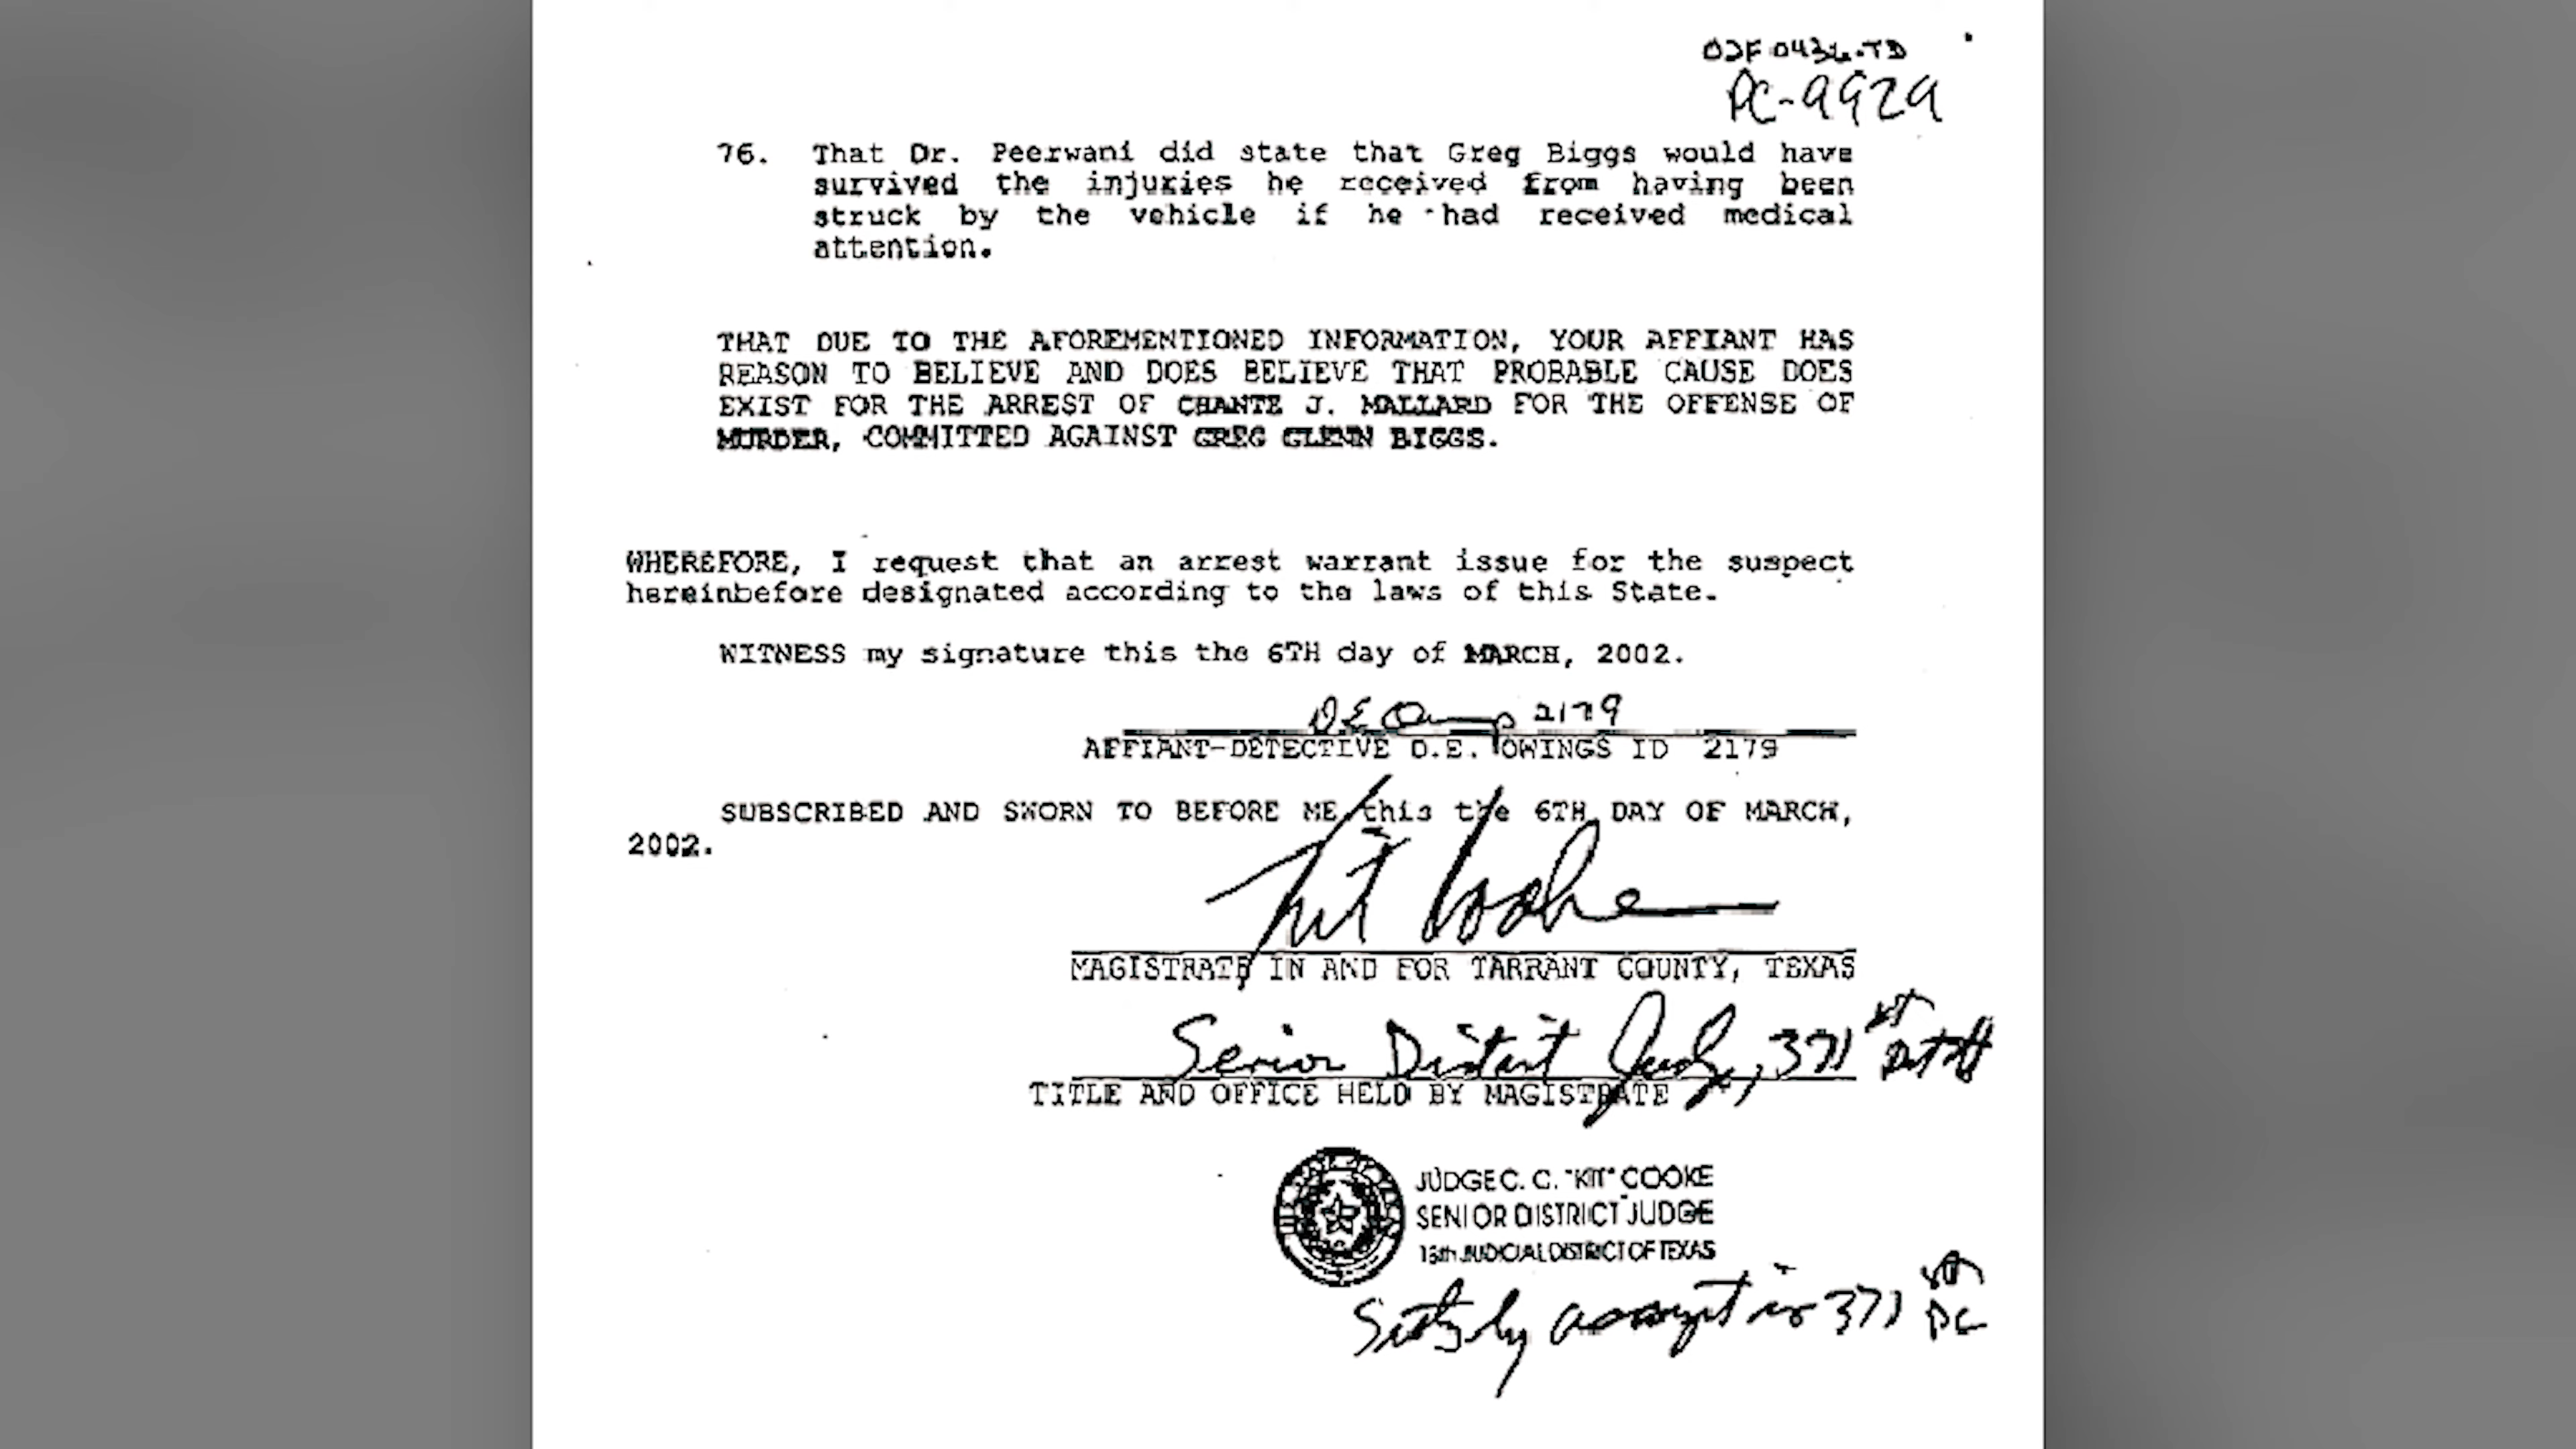 PC-9929
76. That Dr. Peerwani did state that Greg Biggs would have
survived the injuries he received from having been
struck by the vehicle if he had received medical
attention.
THAT DUE TO THE AFOREMENTIONED INFORMATION, YOUR AFFIANT HAS
REASON TO BELIEVE AND DOES BELIEVE THAT PROBABLE CAUSE DOES
EXIST FOR THE ARREST OF CHANTE J. MALLARD FOR THE OFFENSE OF
MURDER, COMMITTED AGAINST GREG GLENN BIGGS.
WHEREFORE, I request that an arrest warrant issue for the suspect
hereinbefore designated according to the laws of this State.
WITNESS my signature this the 6TH day of MARCH, 2002.
D E Owings 2179
AFFIANT-DETECTIVE D.E. OWINGS ID 2179
SUBSCRIBED AND SWORN TO BEFORE ME this the 6TH DAY OF MARCH,
2002.
Kit Cooke
MAGISTRATE IN AND FOR TARRANT COUNTY, TEXAS
Senior District Judge, 371st
TITLE AND OFFICE HELD BY MAGISTRATE
JUDGE C. C. "KIT" COOKE
SENIOR DISTRICT JUDGE
DISTRICT OF TEXAS
371st DC